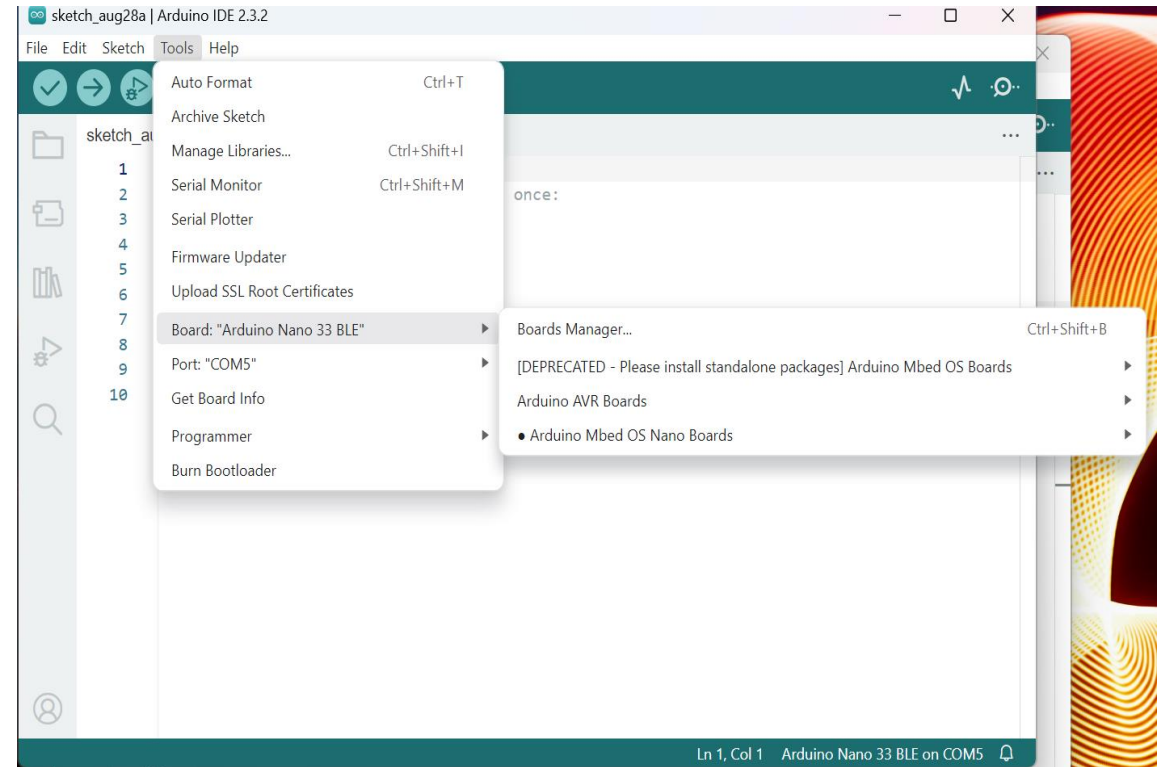 sketch_aug28a | Arduino IDE 2.3.2
File Edit Sketch Tools Help
sketch_au
...
1
2 once:
3
4
5
6
7
8
9
10
Auto Format Ctrl+T
Archive Sketch
Manage Libraries... Ctrl+Shift+I
Serial Monitor Ctrl+Shift+M
Serial Plotter
Firmware Updater
Upload SSL Root Certificates
Board: "Arduino Nano 33 BLE"
Port: "COM5"
Get Board Info
Programmer
Burn Bootloader
Boards Manager... Ctrl+Shift+B
[DEPRECATED - Please install standalone packages] Arduino Mbed OS Boards
Arduino AVR Boards
● Arduino Mbed OS Nano Boards
Ln 1, Col 1 Arduino Nano 33 BLE on COM5